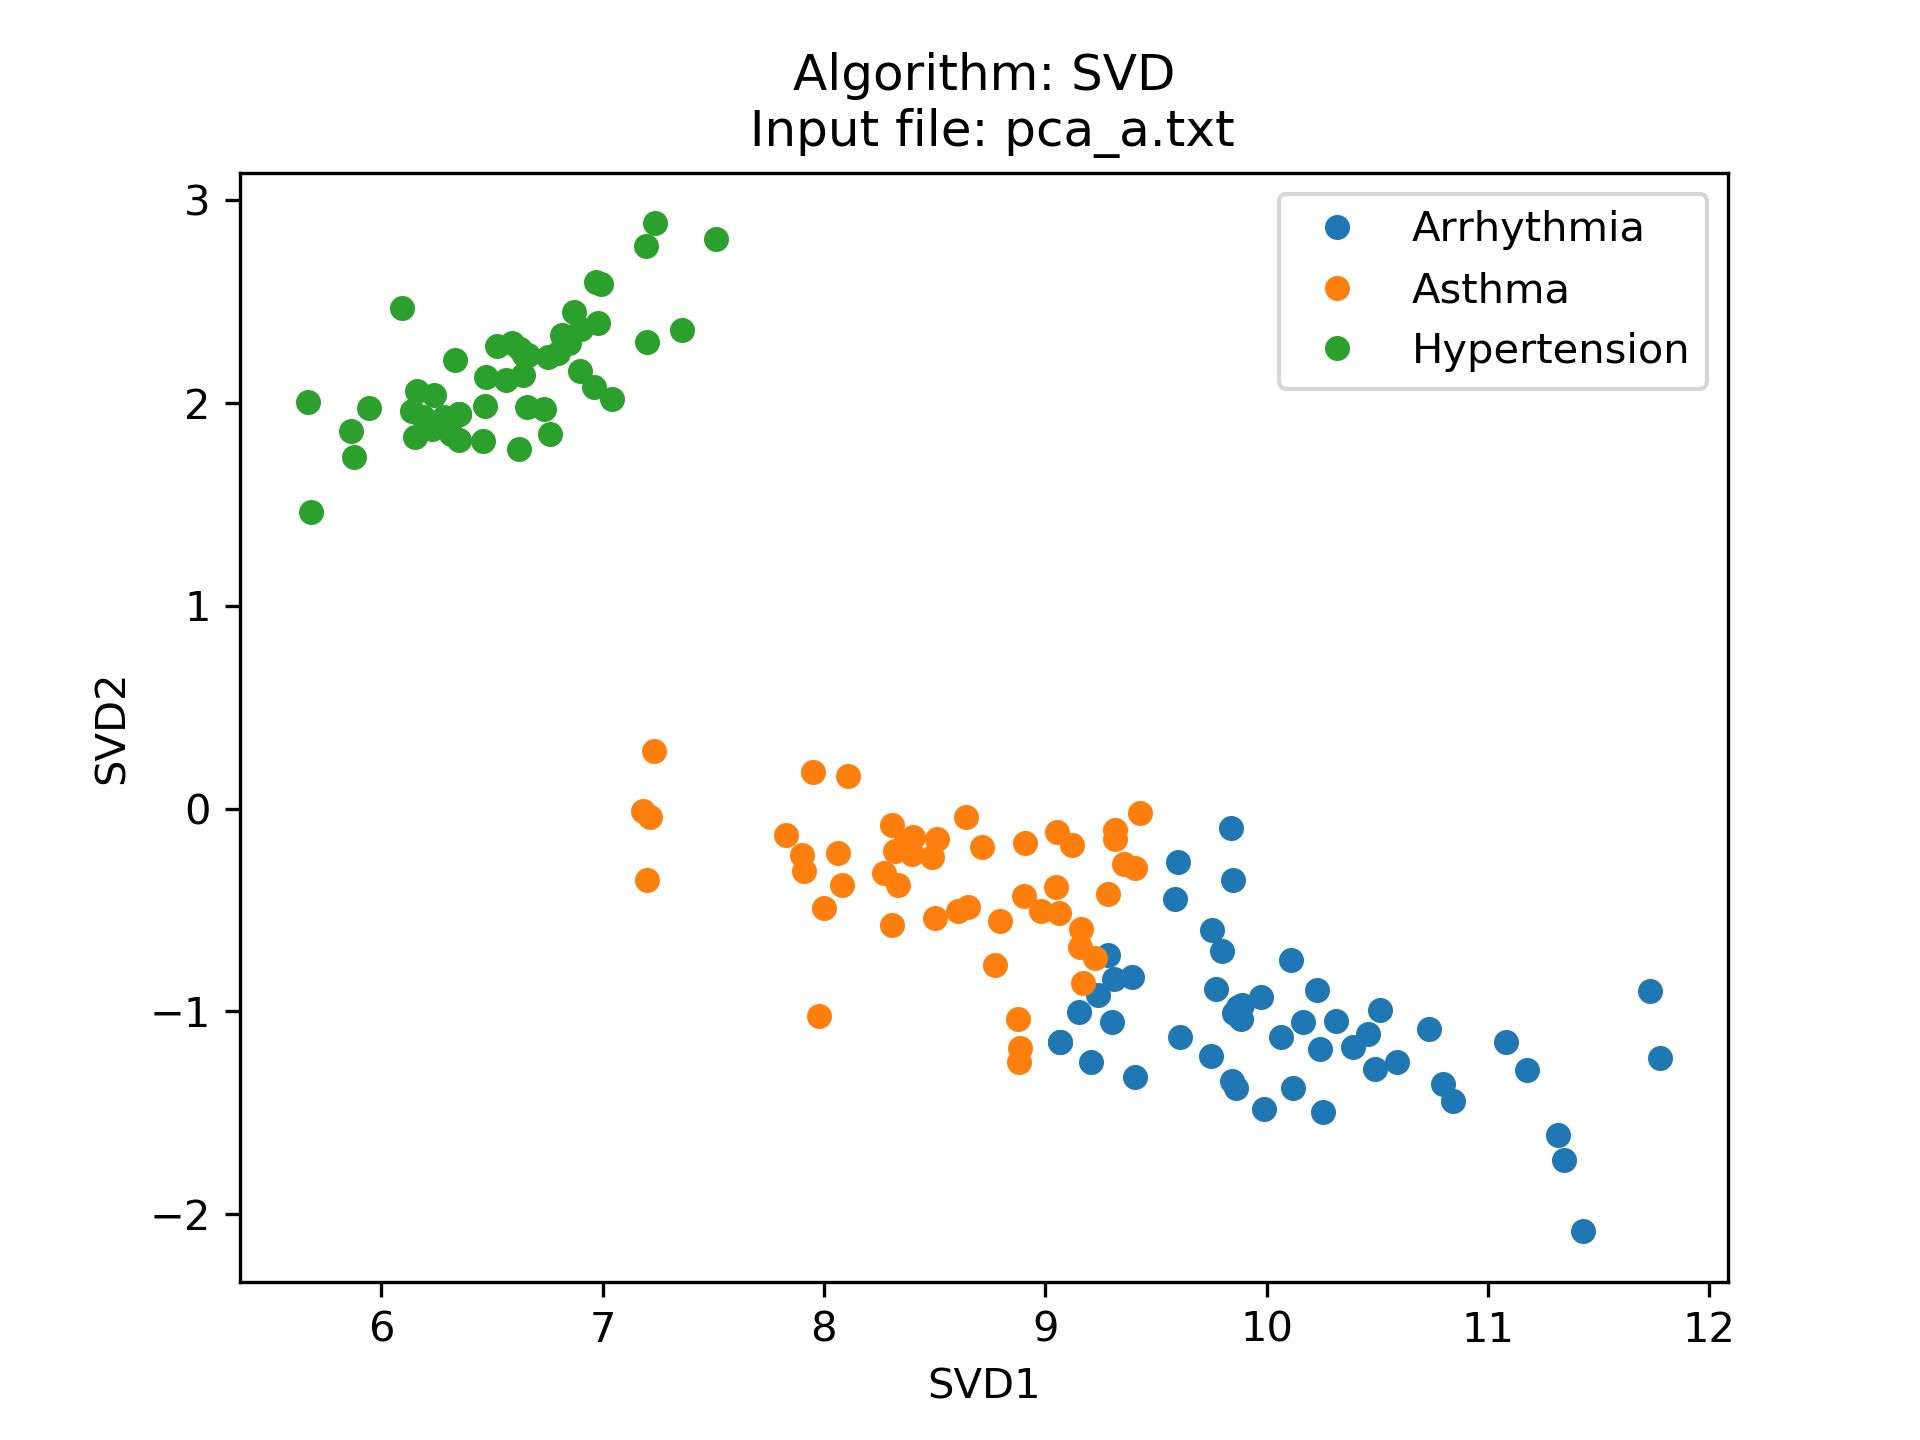 Algorithm: SVD
Input file: pca_a.txt
Arrhythmia
Asthma
Hypertension
3
2
1
0
−1
−2
SVD2
6 7 8 9 10 11 12
SVD1